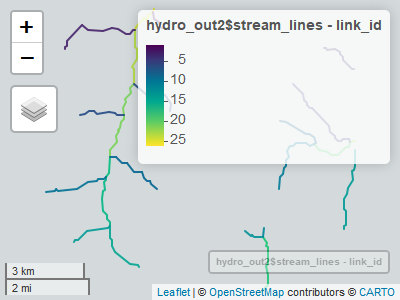 +
−
hydro_out2$stream_lines - link_id
5
10
15
20
25
hydro_out2$stream_lines - link_id
3 km
2 mi
Leaflet | © OpenStreetMap contributors © CARTO